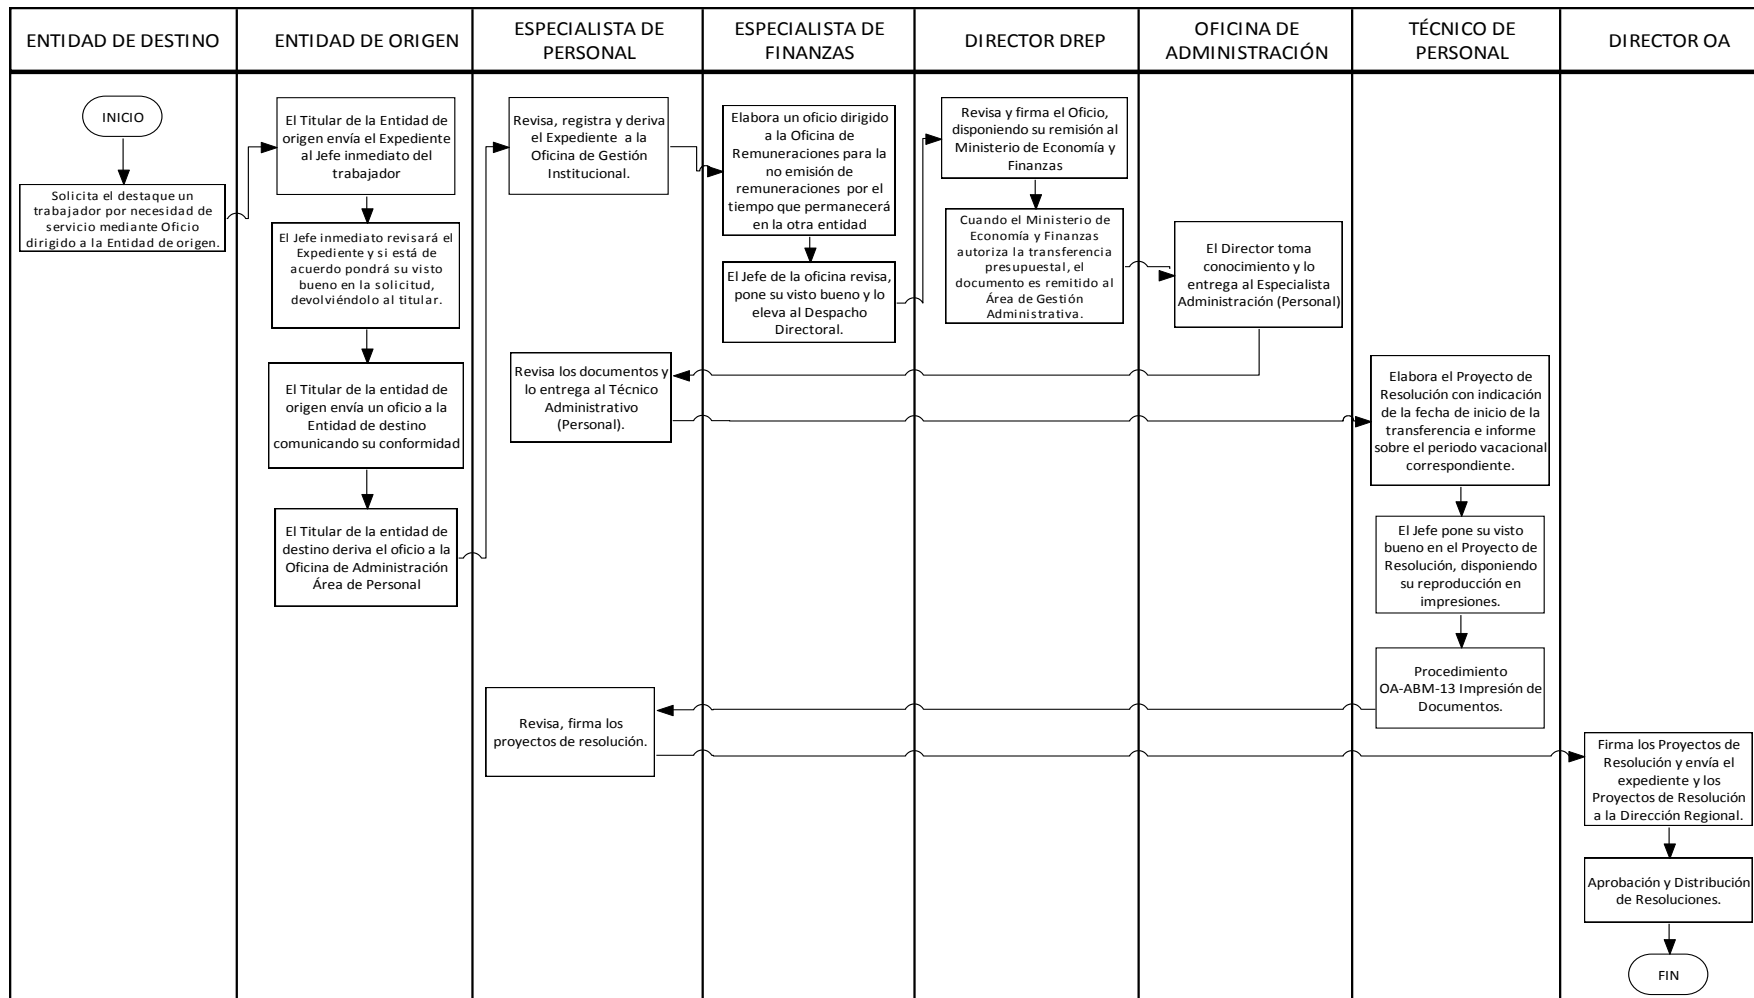 ENTIDAD DE DESTINO
ENTIDAD DE ORIGEN
ESPECIALISTA DE
PERSONAL
ESPECIALISTA DE
FINANZAS
DIRECTOR DREP
OFICINA DE
ADMINISTRACIÓN
TÉCNICO DE
PERSONAL
DIRECTOR OA
INICIO
Solicita el destaque un
trabajador por necesidad de
servicio mediante Oficio
dirigido a la Entidad de origen.
El Titular de la Entidad de
origen envía el Expediente
al Jefe inmediato del
trabajador
El Jefe inmediato revisará el
Expediente y si está de
acuerdo pondrá su visto
bueno en la solicitud,
devolviéndolo al titular.
El Titular de la entidad de
origen envía un oficio a la
Entidad de destino
comunicando su conformidad
El Titular de la entidad de
destino deriva el oficio a la
Oficina de Administración
Área de Personal
Revisa, registra y deriva
el Expediente a la
Oficina de Gestión
Institucional.
Elabora un oficio dirigido
a la Oficina de
Remuneraciones para la
no emisión de
remuneraciones por el
tiempo que permanecerá
en la otra entidad
El Jefe de la oficina revisa,
pone su visto bueno y lo
eleva al Despacho
Directoral.
Revisa y firma el Oficio,
disponiendo su remisión al
Ministerio de Economía y
Finanzas
Cuando el Ministerio de
Economía y Finanzas
autoriza la transferencia
presupuestal, el
documento es remitido al
Área de Gestión
Administrativa.
El Director toma
conocimiento y lo
entrega al Especialista
Administración (Personal)
Revisa los documentos y
lo entrega al Técnico
Administrativo
(Personal).
Elabora el Proyecto de
Resolución con indicación
de la fecha de inicio de la
transferencia e informe
sobre el periodo vacacional
correspondiente.
El Jefe pone su visto
bueno en el Proyecto de
Resolución, disponiendo
su reproducción en
impresiones.
Procedimiento
OA-ABM-13 Impresión de
Documentos.
Revisa, firma los
proyectos de resolución.
Firma los Proyectos de
Resolución y envía el
expediente y los
Proyectos de Resolución
a la Dirección Regional.
Aprobación y Distribución
de Resoluciones.
FIN